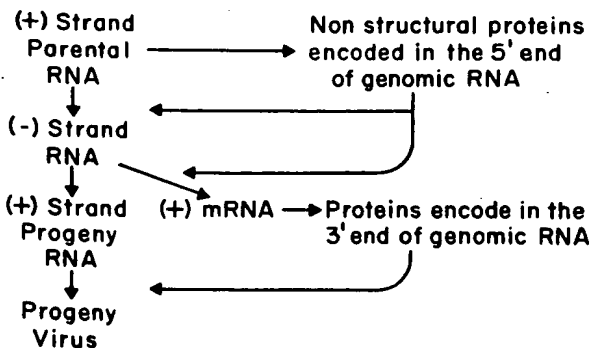 (+) Strand
Parental
RNA
Non structural proteins
encoded in the 5' end
of genomic RNA
(-) Strand
RNA
(+) Strand
Progeny
RNA
(+) mRNA
Proteins encode in the
3' end of genomic RNA
Progeny
Virus